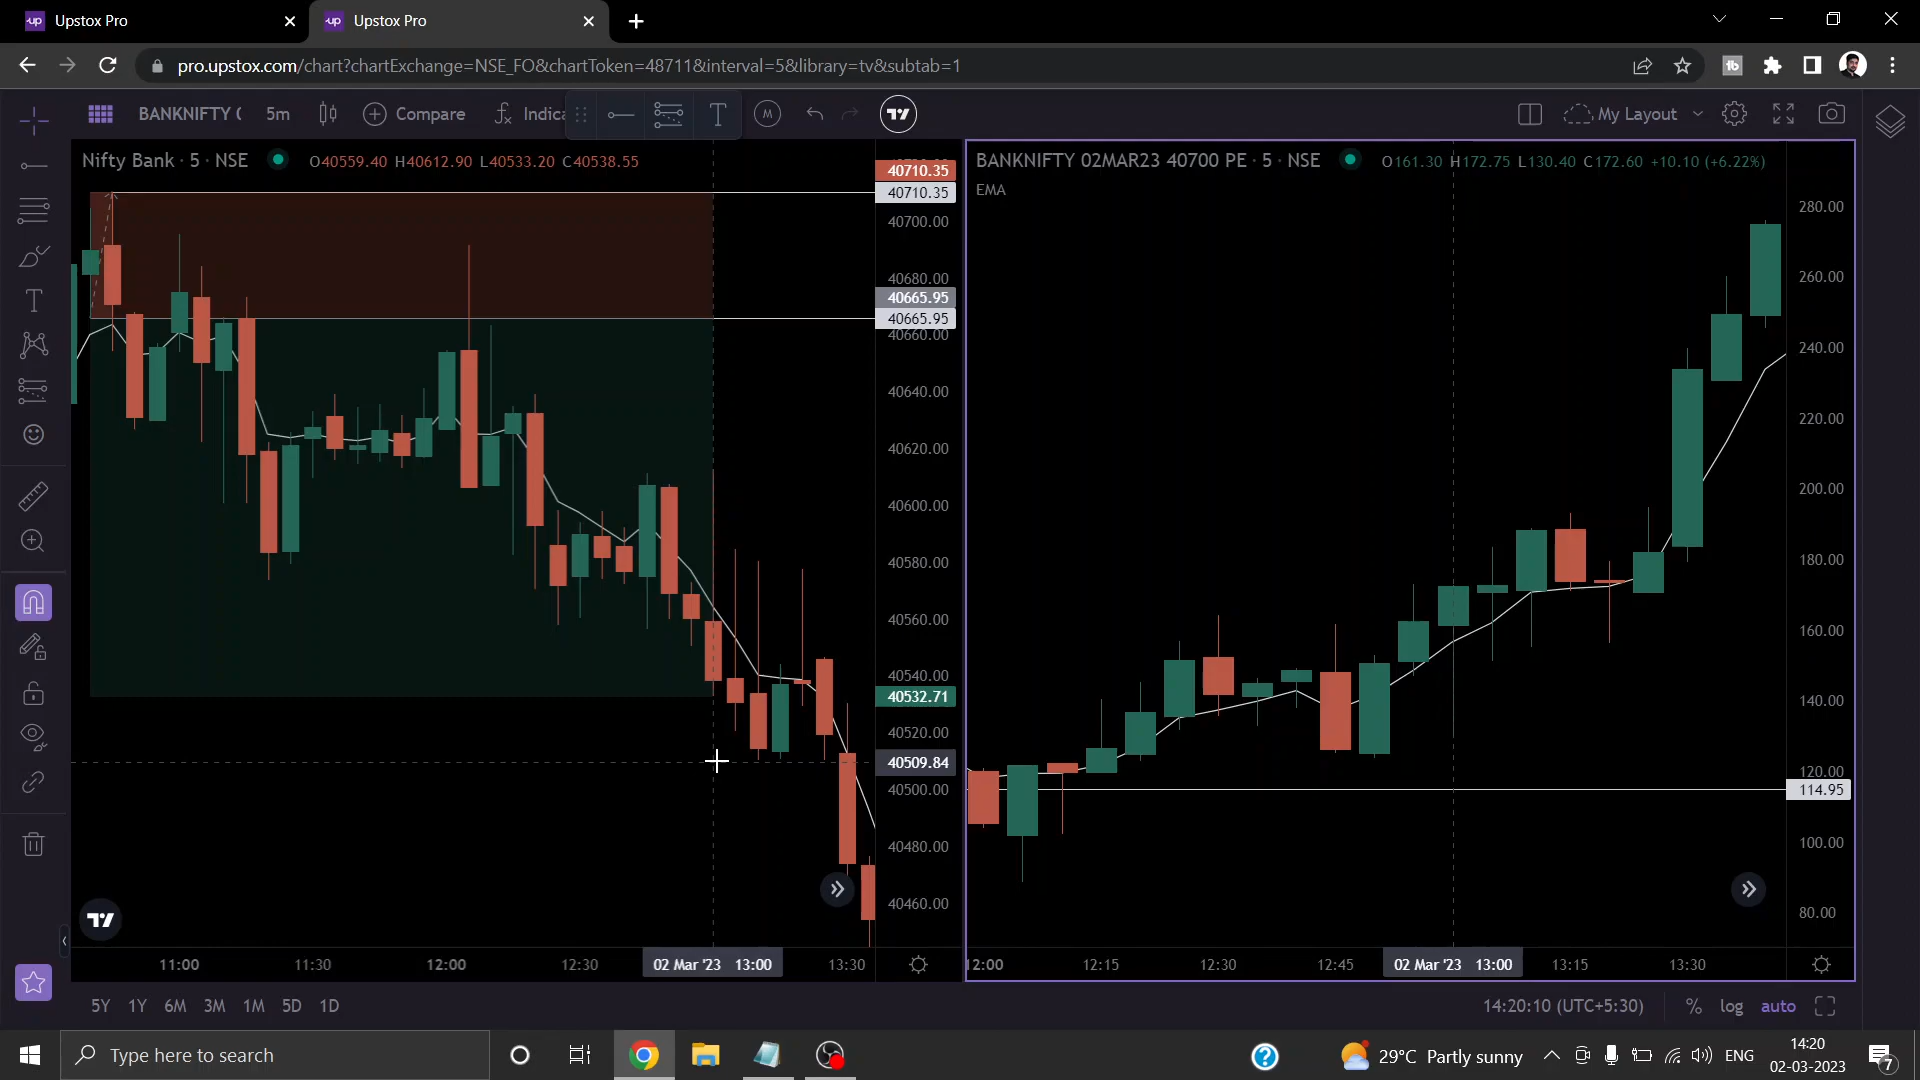 Upstox Pro
Upstox Pro
pro.upstox.com/chart?chartExchange=NSE_FO&chartToken=48711&interval=5&library=tv&subtab=1
BANKNIFTY (
5m
Compare
Indica
T
M
My Layout
Nifty Bank · 5 · NSE
O40559.40 H40612.90 L40533.20 C40538.55
40710.35
40710.35
40700.00
40680.00
40665.95
40665.95
40660.00
40640.00
40620.00
40600.00
40580.00
40560.00
40540.00
40532.71
40520.00
40509.84
40500.00
40480.00
40460.00
11:00
11:30
12:00
12:30
02 Mar '23 13:00
13:30
BANKNIFTY 02MAR23 40700 PE · 5 · NSE
O161.30 H172.75 L130.40 C172.60 +10.10 (+6.22%)
EMA
280.00
260.00
240.00
220.00
200.00
180.00
160.00
140.00
120.00
114.95
100.00
80.00
12:00
12:15
12:30
12:45
02 Mar '23 13:00
13:15
13:30
5Y 1Y 6M 3M 1M 5D 1D
14:20:10 (UTC+5:30)
% log auto
Type here to search
29°C Partly sunny
ENG
14:20
02-03-2023
7